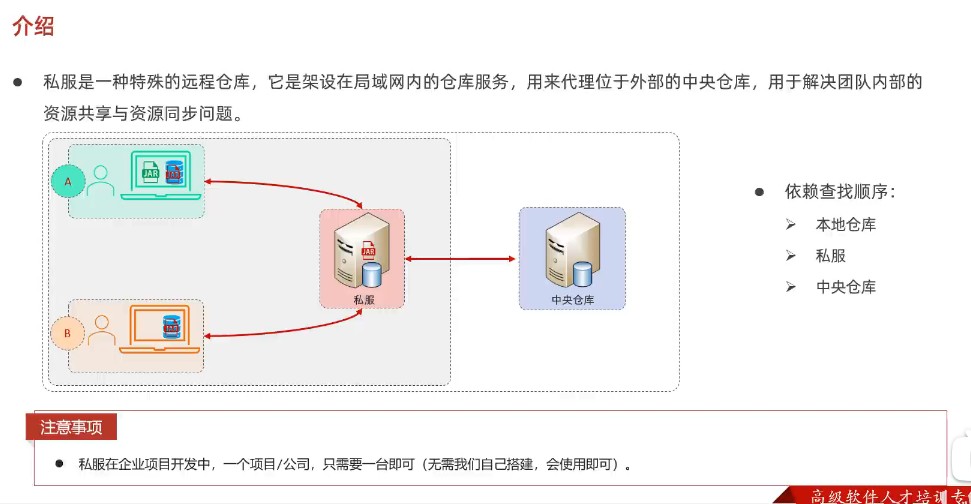 介绍
私服是一种特殊的远程仓库，它是架设在局域网内的仓库服务，用来代理位于外部的中央仓库，用于解决团队内部的
资源共享与资源同步问题。
A
JAR
JAR
JAR
私服
中央仓库
B
JAR
依赖查找顺序：
本地仓库
私服
中央仓库
注意事项
私服在企业项目开发中，一个项目/公司，只需要一台即可（无需我们自己搭建，会使用即可）。
高级软件人才培训专